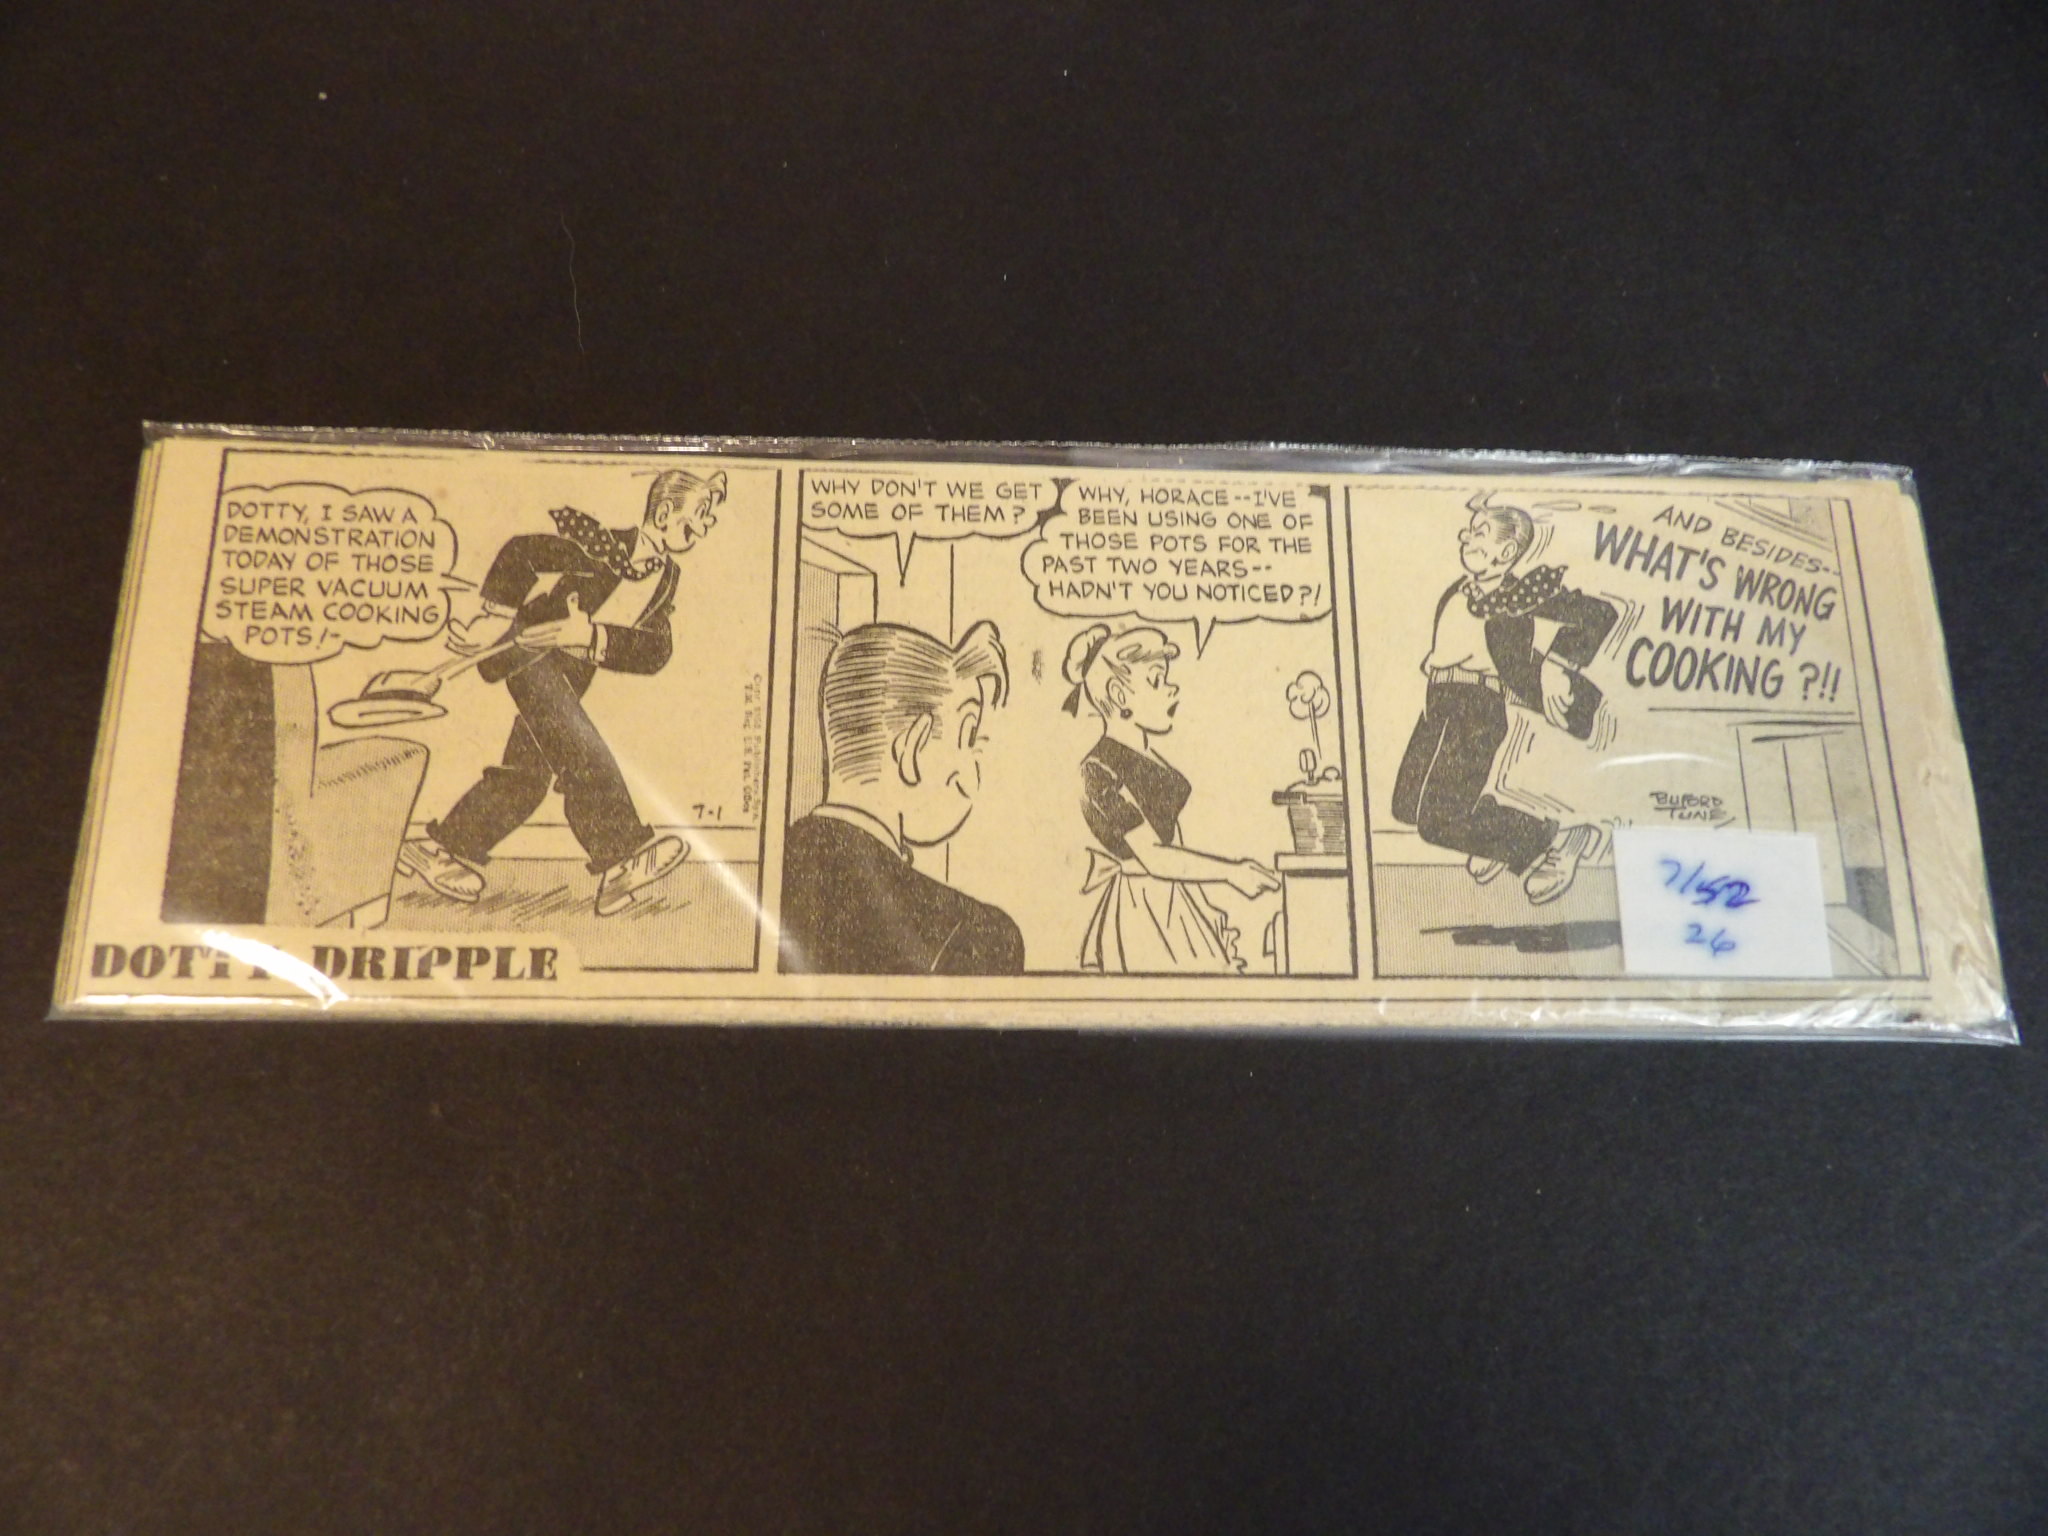 DOTTY, I SAW A
DEMONSTRATION
TODAY OF THOSE
SUPER VACUUM
STEAM COOKING
POTS!-
7-1
DOTTY DRIPPLE
WHY DON'T WE GET
SOME OF THEM?
WHY, HORACE--I'VE
BEEN USING ONE OF
THOSE POTS FOR THE
PAST TWO YEARS--
HADN'T YOU NOTICED?!
AND BESIDES--
WHAT'S WRONG
WITH MY
COOKING?!!
BUFORD
TUNE
7/52
26